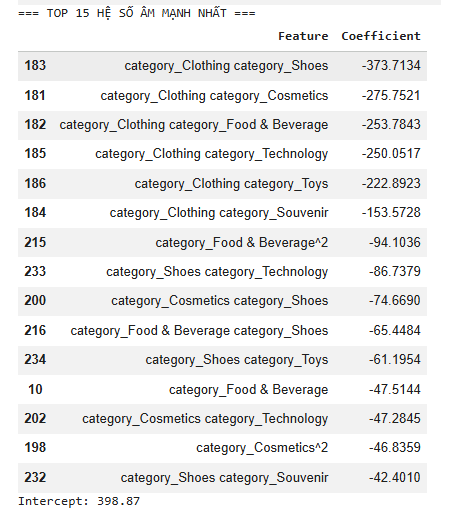 === TOP 15 HỆ SỐ ÂM MẠNH NHẤT ===
Feature Coefficient
183 category_Clothing category_Shoes -373.7134
181 category_Clothing category_Cosmetics -275.7521
182 category_Clothing category_Food & Beverage -253.7843
185 category_Clothing category_Technology -250.0517
186 category_Clothing category_Toys -222.8923
184 category_Clothing category_Souvenir -153.5728
215 category_Food & Beverage^2 -94.1036
233 category_Shoes category_Technology -86.7379
200 category_Cosmetics category_Shoes -74.6690
216 category_Food & Beverage category_Shoes -65.4484
234 category_Shoes category_Toys -61.1954
10 category_Food & Beverage -47.5144
202 category_Cosmetics category_Technology -47.2845
198 category_Cosmetics^2 -46.8359
232 category_Shoes category_Souvenir -42.4010
Intercept: 398.87